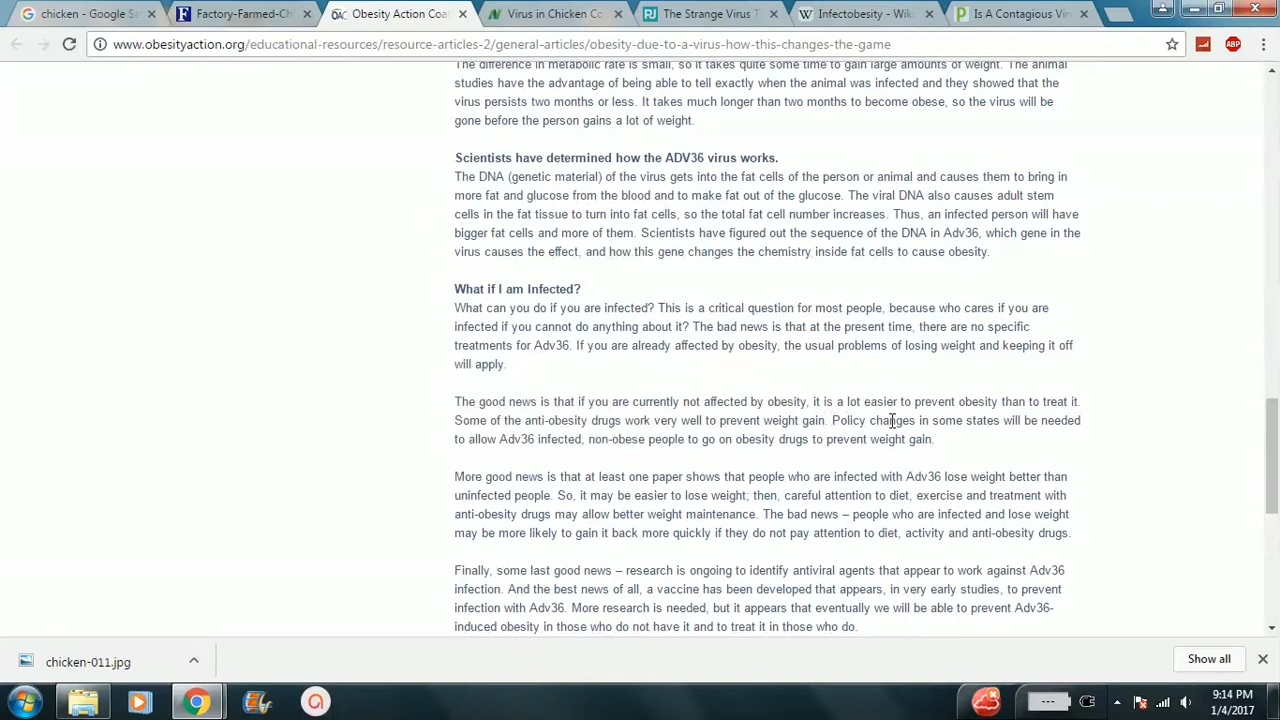 chicken - Google Se
Factory-Farmed-Ch
Obesity Action Coa
Virus in Chicken Co
The Strange Virus T
Infectobesity - Wiki
Is A Contagious Vir
www.obesityaction.org/educational-resources/resource-articles-2/general-articles/obesity-due-to-a-virus-how-this-changes-the-game
ABP
The difference in metabolic rate is small, so it takes quite some time to gain large amounts of weight. The animal
studies have the advantage of being able to tell exactly when the animal was infected and they showed that the
virus persists two months or less. It takes much longer than two months to become obese, so the virus will be
gone before the person gains a lot of weight.
Scientists have determined how the ADV36 virus works.
The DNA (genetic material) of the virus gets into the fat cells of the person or animal and causes them to bring in
more fat and glucose from the blood and to make fat out of the glucose. The viral DNA also causes adult stem
cells in the fat tissue to turn into fat cells, so the total fat cell number increases. Thus, an infected person will have
bigger fat cells and more of them. Scientists have figured out the sequence of the DNA in Adv36, which gene in the
virus causes the effect, and how this gene changes the chemistry inside fat cells to cause obesity.
What if I am Infected?
What can you do if you are infected? This is a critical question for most people, because who cares if you are
infected if you cannot do anything about it? The bad news is that at the present time, there are no specific
treatments for Adv36. If you are already affected by obesity, the usual problems of losing weight and keeping it off
will apply.
The good news is that if you are currently not affected by obesity, it is a lot easier to prevent obesity than to treat it.
Some of the anti-obesity drugs work very well to prevent weight gain. Policy changes in some states will be needed
to allow Adv36 infected, non-obese people to go on obesity drugs to prevent weight gain.
More good news is that at least one paper shows that people who are infected with Adv36 lose weight better than
uninfected people. So, it may be easier to lose weight; then, careful attention to diet, exercise and treatment with
anti-obesity drugs may allow better weight maintenance. The bad news – people who are infected and lose weight
may be more likely to gain it back more quickly if they do not pay attention to diet, activity and anti-obesity drugs.
Finally, some last good news – research is ongoing to identify antiviral agents that appear to work against Adv36
infection. And the best news of all, a vaccine has been developed that appears, in very early studies, to prevent
infection with Adv36. More research is needed, but it appears that eventually we will be able to prevent Adv36-
induced obesity in those who do not have it and to treat it in those who do.
chicken-011.jpg
Show all
9:14 PM
1/4/2017